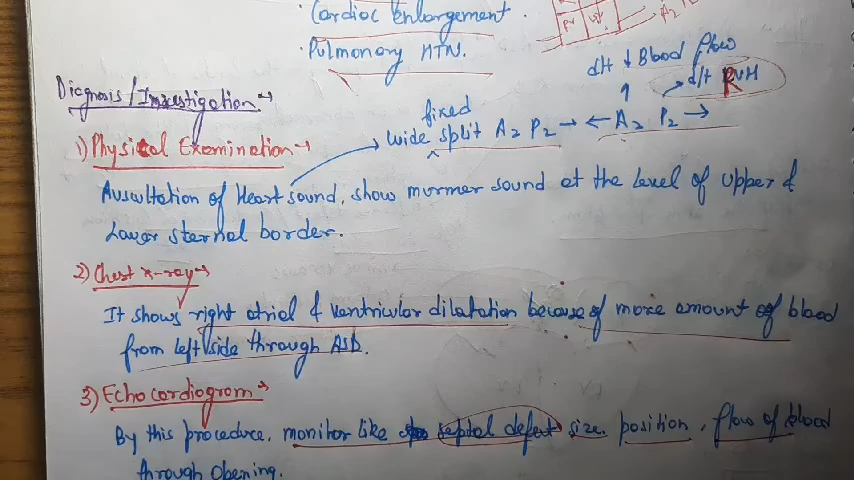 · Cardiac Enlargement.
· Pulmonary HTN.
A2
d/t ↓ Blood flow
d/t RVH
Diagnosis/Investigation →
fixed
wide split A2 P2 → ← A2 P2 →
1) Physical Examination →
Auscultation of Heart sound, show murmer sound at the level of upper &
Lower sternal border.
2) Chest x-ray →
It shows right atrial & ventricular dilatation because of more amount of blood
from left side through ASD.
3) Echocardiogram →
By this procedure, monitor like septal defect size, position, flow of blood
through opening.